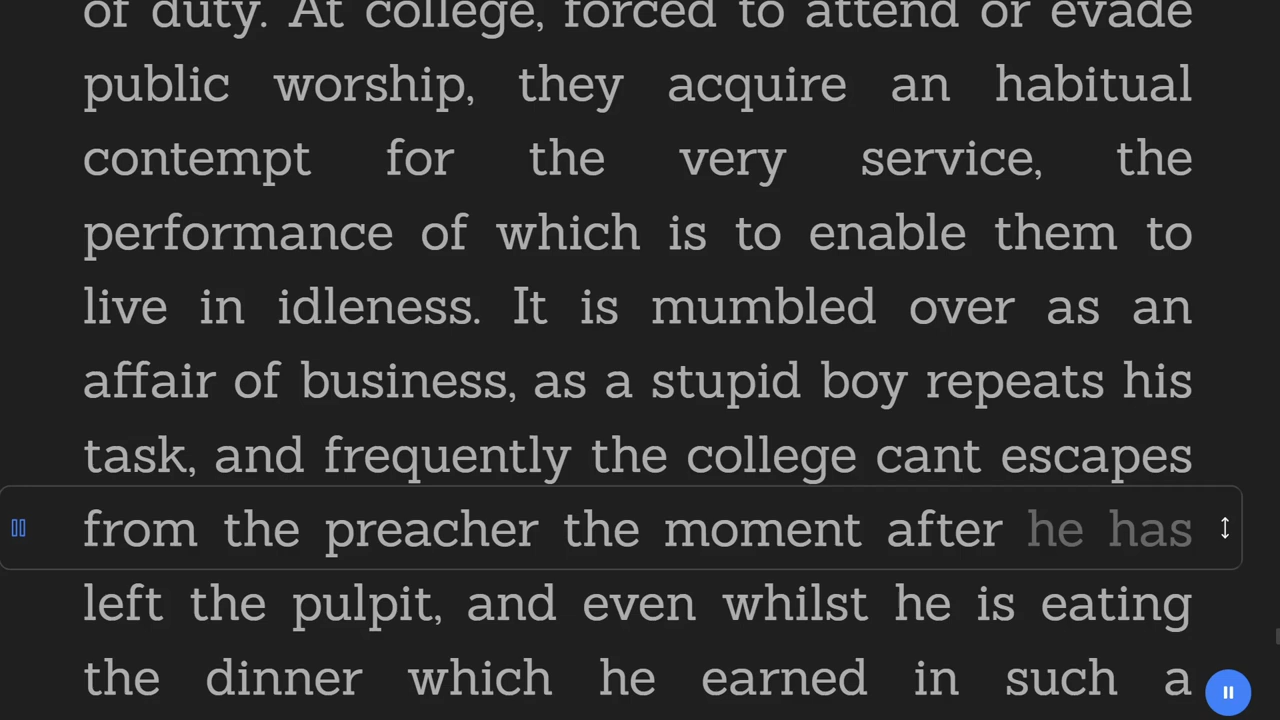 of duty. At college, forced to attend or evade
public worship, they acquire an habitual
contempt for the very service, the
performance of which is to enable them to
live in idleness. It is mumbled over as an
affair of business, as a stupid boy repeats his
task, and frequently the college cant escapes
from the preacher the moment after he has
left the pulpit, and even whilst he is eating
the dinner which he earned in such a